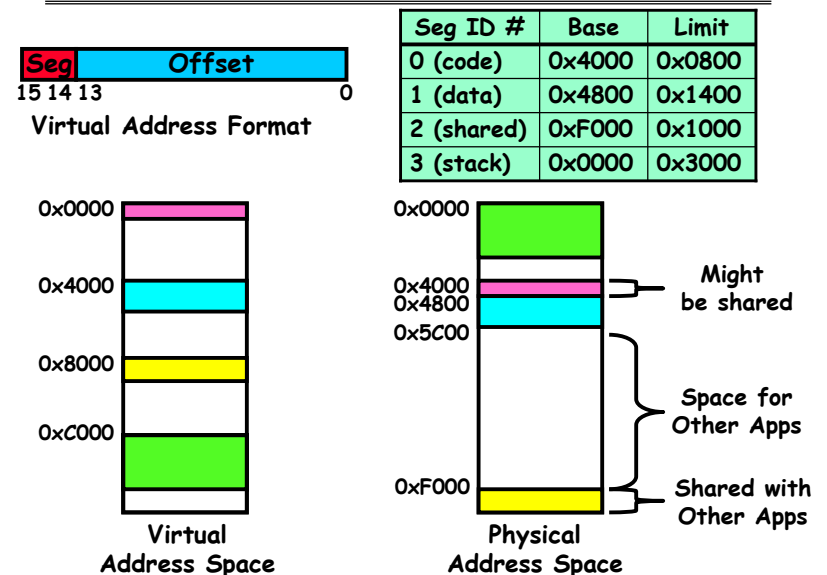 Seg Offset
15 14 13 0
Virtual Address Format
Seg ID # Base Limit
0 (code) 0x4000 0x0800
1 (data) 0x4800 0x1400
2 (shared) 0xF000 0x1000
3 (stack) 0x0000 0x3000
0x0000
0x4000
0x8000
0xC000
Virtual
Address Space
0x0000
0x4000
0x4800
0x5C00
0xF000
Physical
Address Space
Might
be shared
Space for
Other Apps
Shared with
Other Apps